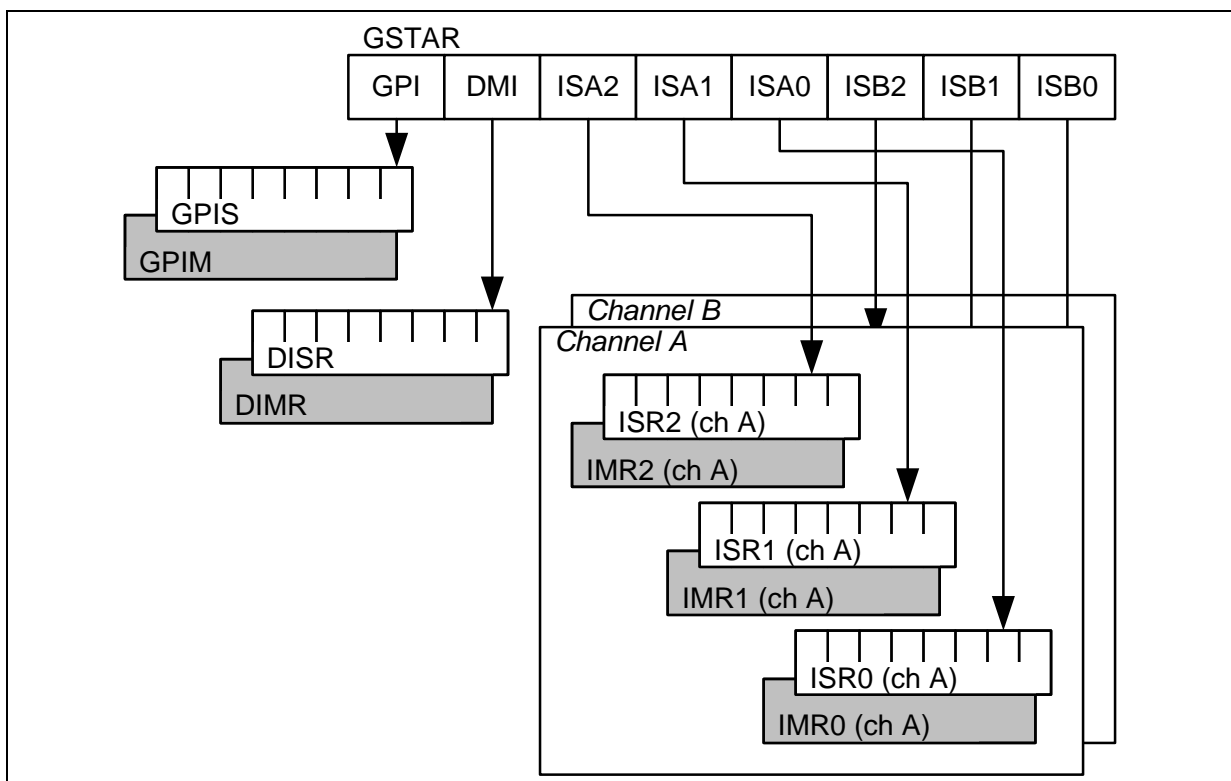 GSTAR
GPI DMI ISA2 ISA1 ISA0 ISB2 ISB1 ISB0
GPIS
GPIM
DISR
DIMR
Channel B
Channel A
ISR2 (ch A)
IMR2 (ch A)
ISR1 (ch A)
IMR1 (ch A)
ISR0 (ch A)
IMR0 (ch A)